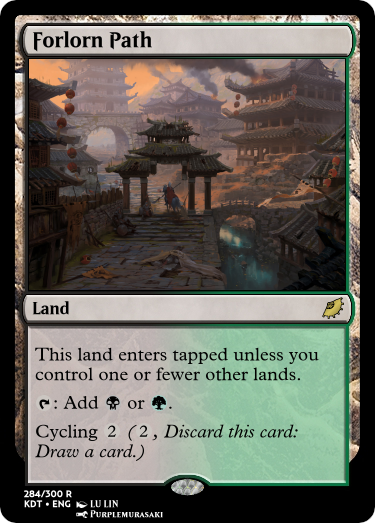 Forlorn Path
Land
This land enters tapped unless you
control one or fewer other lands.
: Add or .
Cycling 2 (2, Discard this card:
Draw a card.)
284/300 R
KDT • ENG LU LIN
PURPLEMURASAKI